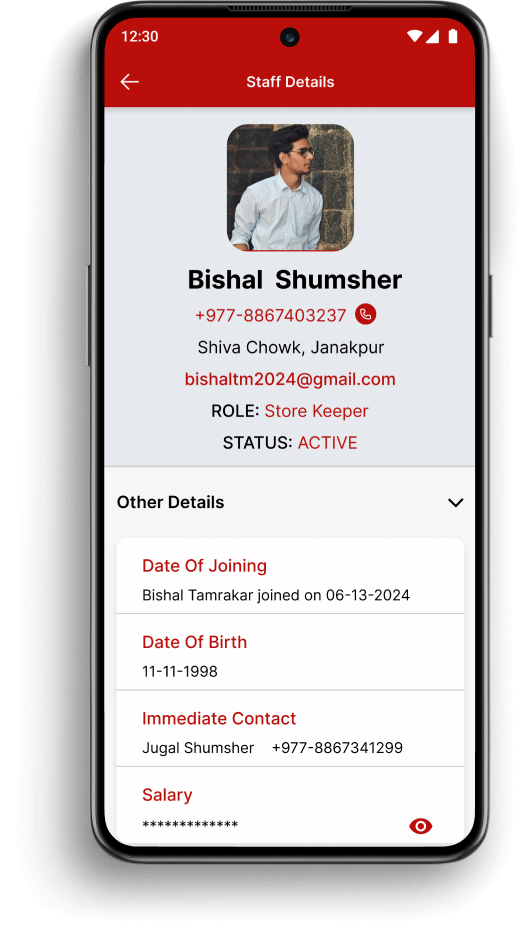 12:30
Staff Details
Bishal Shumsher
+977-8867403237
Shiva Chowk, Janakpur
bishaltm2024@gmail.com
ROLE: Store Keeper
STATUS: ACTIVE
Other Details
Date Of Joining
Bishal Tamrakar joined on 06-13-2024
Date Of Birth
11-11-1998
Immediate Contact
Jugal Shumsher +977-8867341299
Salary
*************